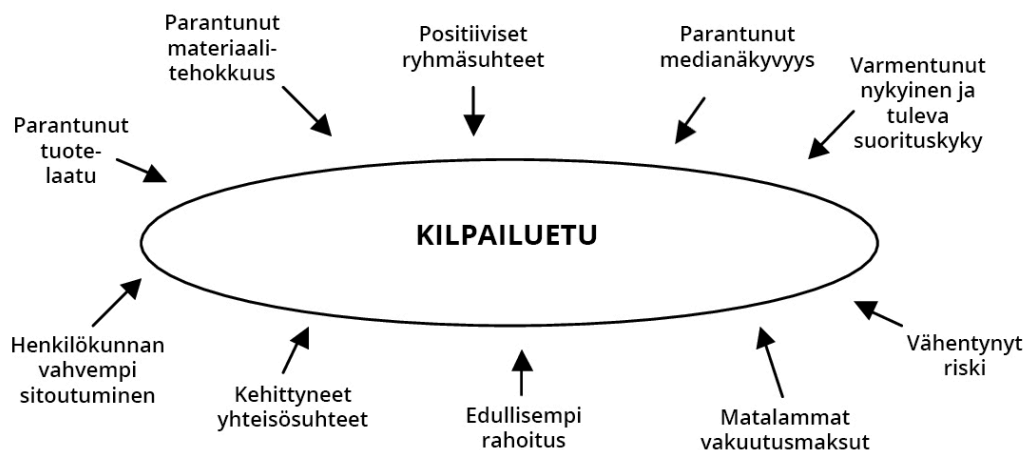 Parantunut
materiaali-
tehokkuus
Positiiviset
ryhmäsuhteet
Parantunut
medianäkyvyys
Varmentunut
nykyinen ja
tuleva
suorituskyky
Parantunut
tuote-
laatu
KILPAILUETU
Henkilökunnan
vahvempi
sitoutuminen
Kehittyneet
yhteisösuhteet
Edullisempi
rahoitus
Matalammat
vakuutusmaksut
Vähentynyt
riski